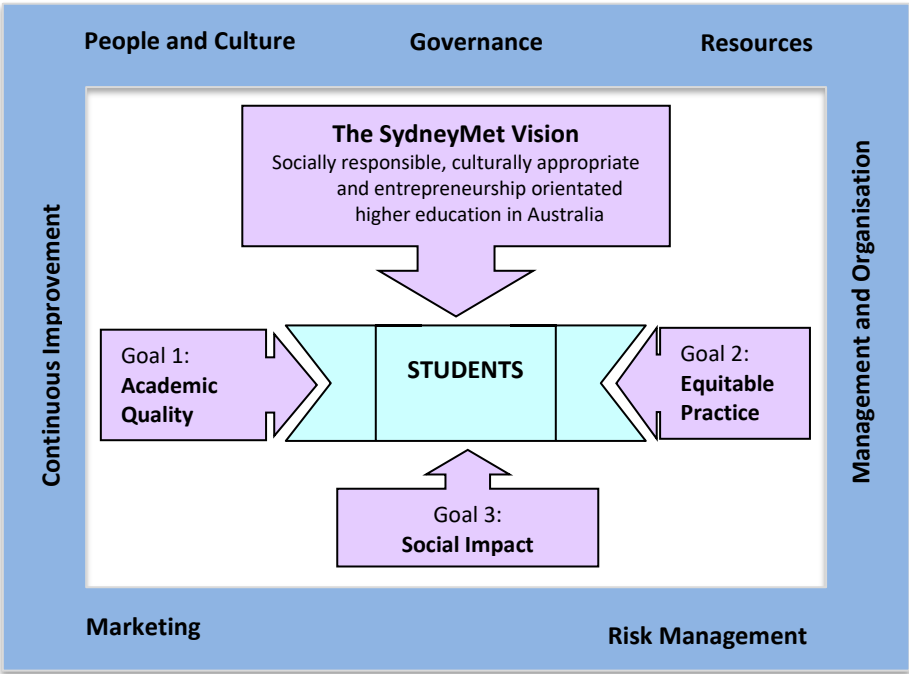 People and Culture
Governance
Resources
The SydneyMet Vision
Socially responsible, culturally appropriate
and entrepreneurship orientated
higher education in Australia
Continuous Improvement
Management and Organisation
Goal 1:
Academic
Quality
STUDENTS
Goal 2:
Equitable
Practice
Goal 3:
Social Impact
Marketing
Risk Management